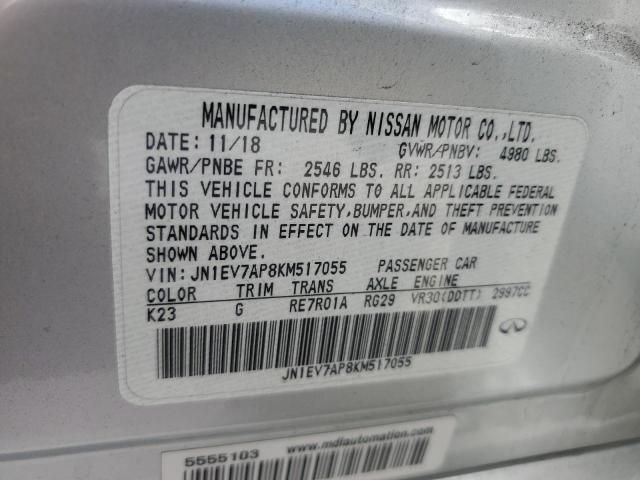 MANUFACTURED BY NISSAN MOTOR CO.,LTD.
DATE: 11/18 GVWR/PNBV: 4980 LBS.
GAWR/PNBE FR: 2546 LBS. RR: 2513 LBS.
THIS VEHICLE CONFORMS TO ALL APPLICABLE FEDERAL
MOTOR VEHICLE SAFETY,BUMPER,AND THEFT PREVENTION
STANDARDS IN EFFECT ON THE DATE OF MANUFACTURE
SHOWN ABOVE.
VIN: JN1EV7AP8KM517055 PASSENGER CAR
COLOR TRIM TRANS AXLE ENGINE
K23 G RE7R01A RG29 VR30(DDTT) 2997CC
JN1EV7AP8KM517055
5555103 www.mdlautomation.com